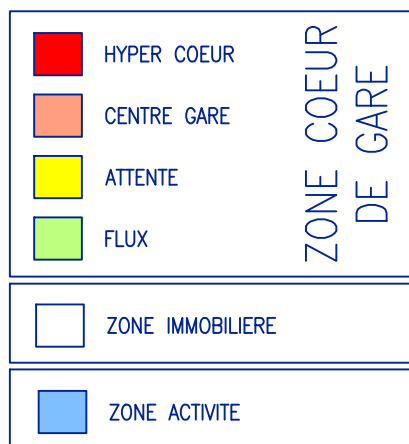 HYPER COEUR
CENTRE GARE
ATTENTE
FLUX
ZONE COEUR
DE GARE
ZONE IMMOBILIERE
ZONE ACTIVITE